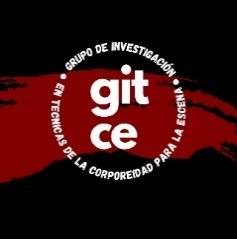 GRUPO DE INVESTIGACIÓN
EN TECNICAS DE LA CORPOREIDAD PARA LA ESCENA
git
ce